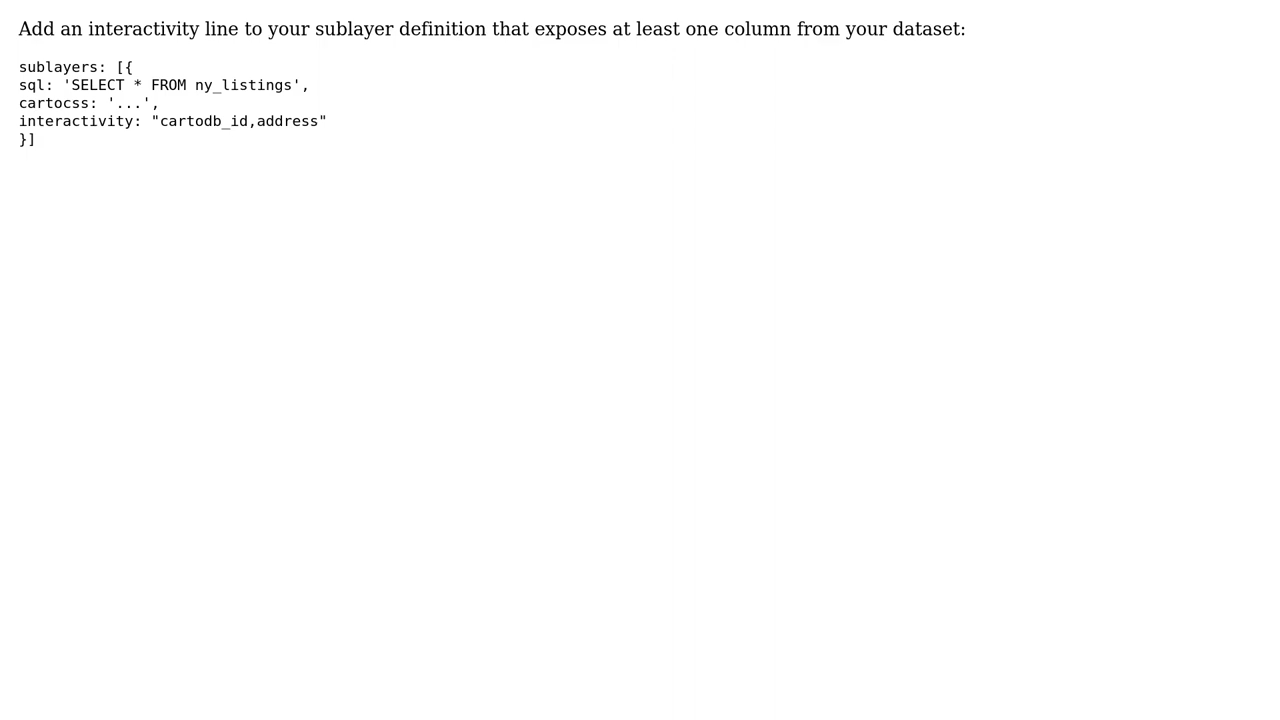 Add an interactivity line to your sublayer definition that exposes at least one column from your dataset:
sublayers: [{
sql: 'SELECT * FROM ny_listings',
cartocss: '...',
interactivity: "cartodb_id,address"
}]